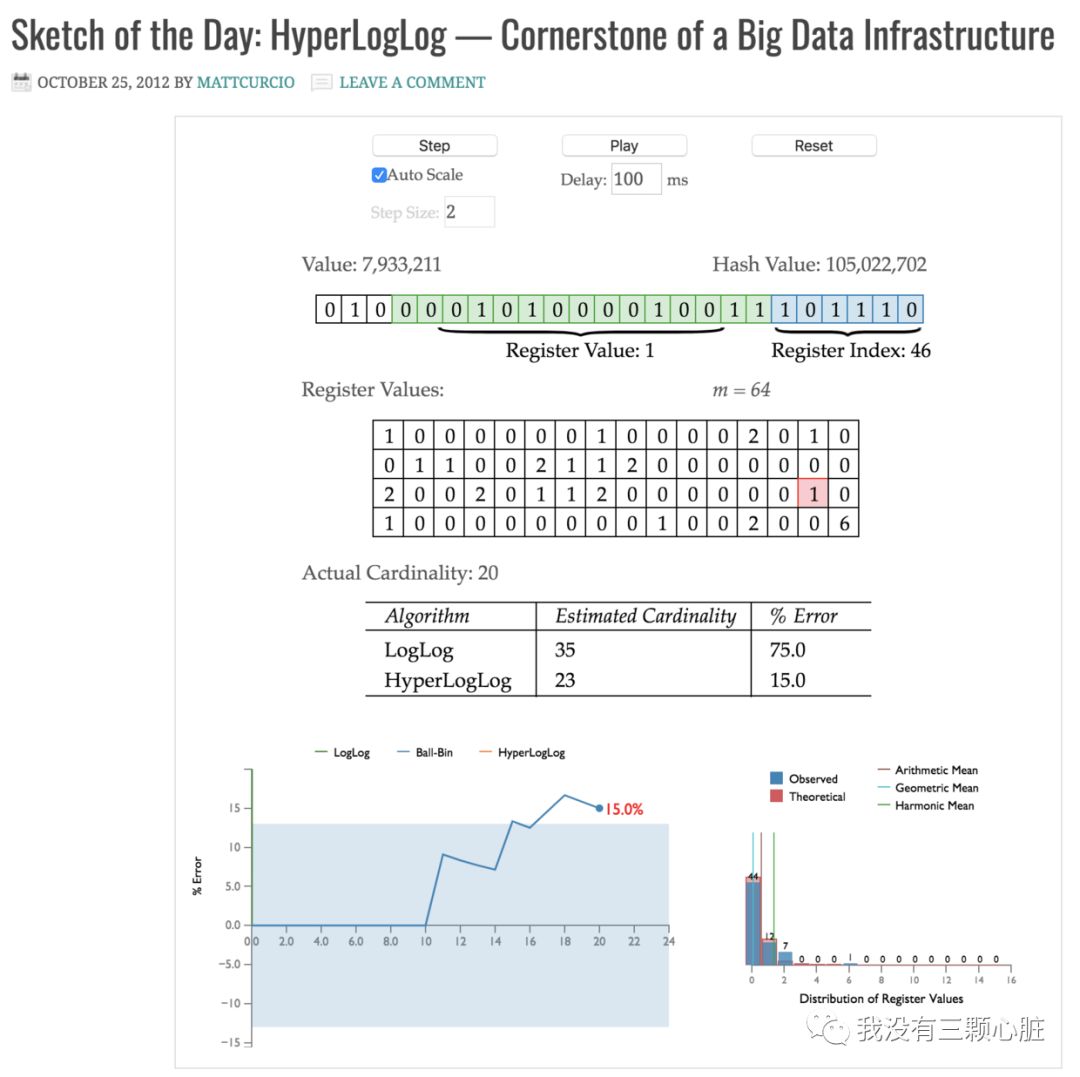 Sketch of the Day: HyperLogLog — Cornerstone of a Big Data Infrastructure
OCTOBER 25, 2012 BY MATTCURCIO LEAVE A COMMENT
Step Play Reset
Auto Scale Delay: 100 ms
Step Size: 2
Value: 7,933,211 Hash Value: 105,022,702
0 1 0 0 0 0 1 0 1 0 0 0 0 1 0 0 1 1 1 0 1 1 1 0
Register Value: 1 Register Index: 46
Register Values: m = 64
1 0 0 0 0 0 0 1 0 0 0 0 2 0 1 0
0 1 1 0 0 2 1 1 2 0 0 0 0 0 0 0
2 0 0 2 0 1 1 2 0 0 0 0 0 0 1 0
1 0 0 0 0 0 0 0 0 1 0 0 2 0 0 6
Actual Cardinality: 20
Algorithm Estimated Cardinality % Error
LogLog 35 75.0
HyperLogLog 23 15.0
LogLog Ball-Bin HyperLogLog
15
10
5.0
0.0
−5.0
−10
−15
% Error
15.0%
0.0 2.0 4.0 6.0 8.0 10 12 14 16 18 20 22 24
Observed
Theoretical
Arithmetic Mean
Geometric Mean
Harmonic Mean
44 12 7 0 0 0 1 0 0 0 0 0 0 0 0 0
0 2 4 6 8 10 12 14 16
Distribution of Register Values
我没有三颗心脏